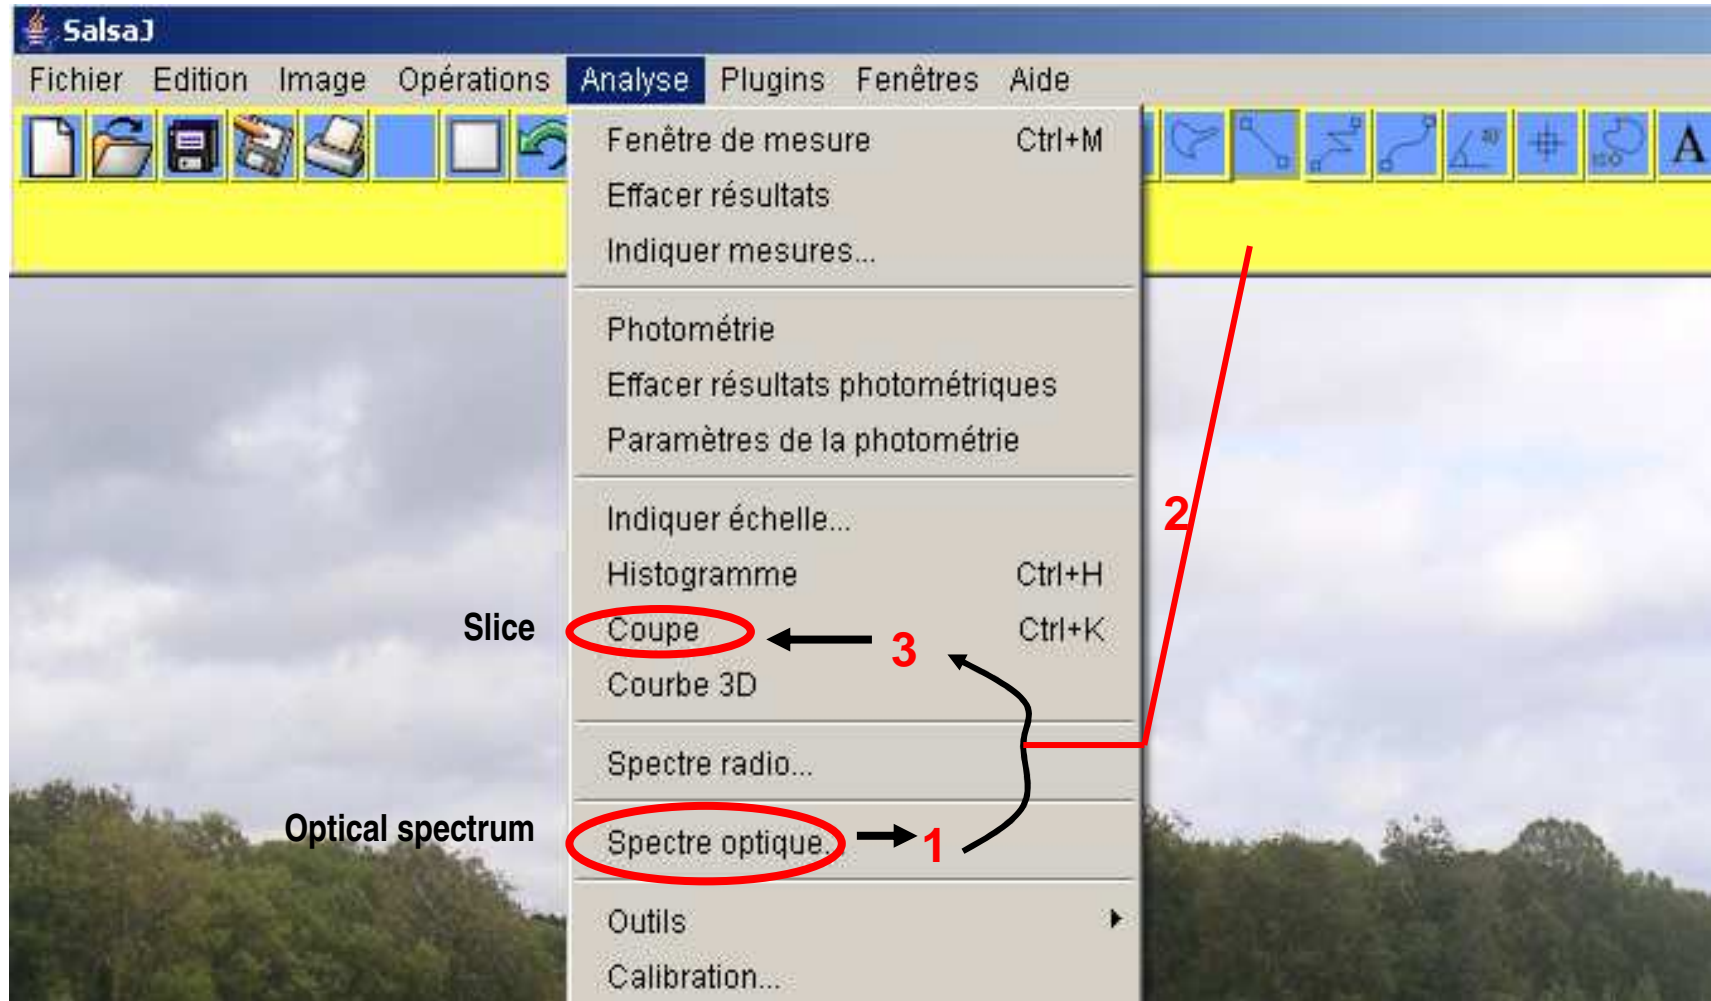 SalsaJ
Fichier Edition Image Opérations Analyse Plugins Fenêtres Aide
A
Fenêtre de mesure Ctrl+M
Effacer résultats
Indiquer mesures...
Photométrie
Effacer résultats photométriques
Paramètres de la photométrie
Indiquer échelle...
2
Histogramme Ctrl+H
Slice Coupe 3 Ctrl+K
Courbe 3D
Spectre radio...
Optical spectrum Spectre optique.. 1
Outils
Calibration...